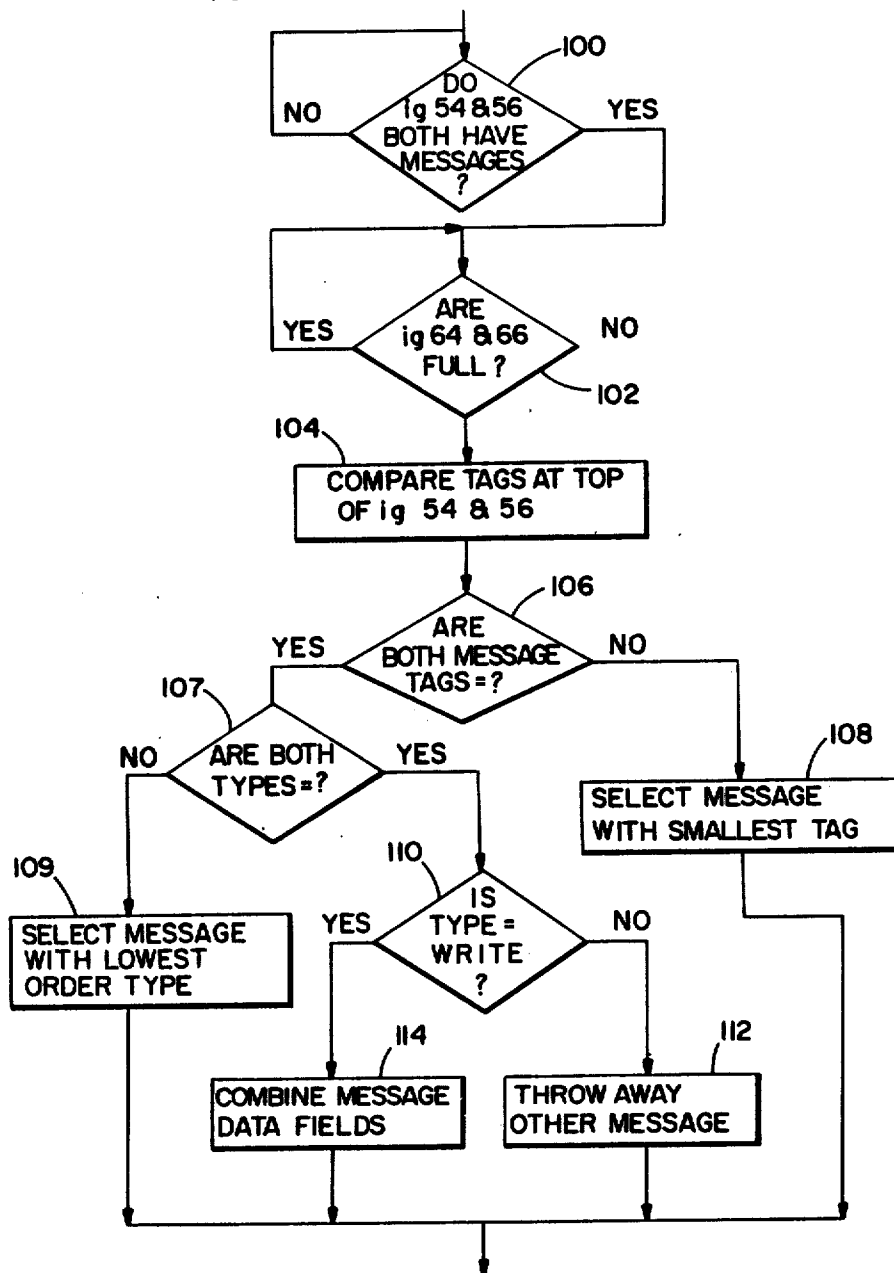 100
DO
ig 54 & 56
BOTH HAVE
MESSAGES
?
NO
YES
ARE
ig 64 & 66
FULL ?
YES
NO
102
104
COMPARE TAGS AT TOP
OF ig 54 & 56
106
ARE
BOTH MESSAGE
TAGS = ?
YES
NO
107
ARE BOTH
TYPES = ?
NO
YES
108
SELECT MESSAGE
WITH SMALLEST TAG
109
SELECT MESSAGE
WITH LOWEST
ORDER TYPE
110
IS
TYPE =
WRITE
?
YES
NO
114
COMBINE MESSAGE
DATA FIELDS
112
THROW AWAY
OTHER MESSAGE